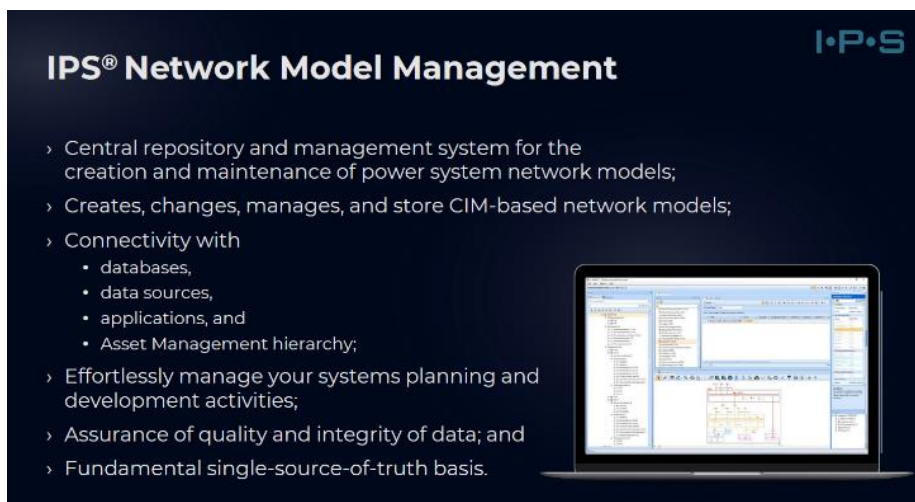 I•P•S
IPS® Network Model Management
› Central repository and management system for the
creation and maintenance of power system network models;
› Creates, changes, manages, and store CIM-based network models;
› Connectivity with
• databases,
• data sources,
• applications, and
• Asset Management hierarchy;
› Effortlessly manage your systems planning and
development activities;
› Assurance of quality and integrity of data; and
› Fundamental single-source-of-truth basis.